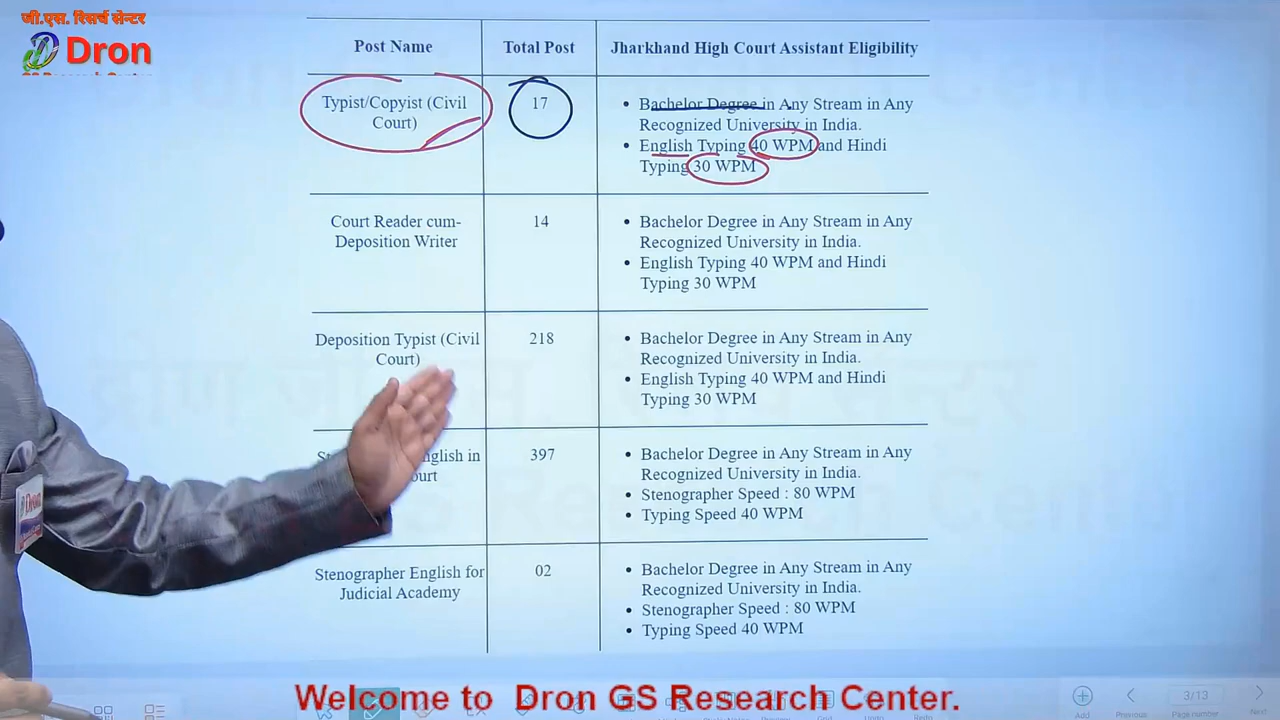 जी.एस. रिसर्च सेन्टर
Dron
Post Name
Total Post
Jharkhand High Court Assistant Eligibility
Typist/Copyist (Civil
Court)
17
Bachelor Degree in Any Stream in Any
Recognized University in India.
English Typing 40 WPM and Hindi
Typing 30 WPM
Court Reader cum-
Deposition Writer
14
Bachelor Degree in Any Stream in Any
Recognized University in India.
English Typing 40 WPM and Hindi
Typing 30 WPM
Deposition Typist (Civil
Court)
218
Bachelor Degree in Any Stream in Any
Recognized University in India.
English Typing 40 WPM and Hindi
Typing 30 WPM
English in
397
Bachelor Degree in Any Stream in Any
Recognized University in India.
Stenographer Speed : 80 WPM
Typing Speed 40 WPM
Stenographer English for
Judicial Academy
02
Bachelor Degree in Any Stream in Any
Recognized University in India.
Stenographer Speed : 80 WPM
Typing Speed 40 WPM
Dron
Welcome to Dron GS Research Center.
3/13
Add
Previous
Page number
Next